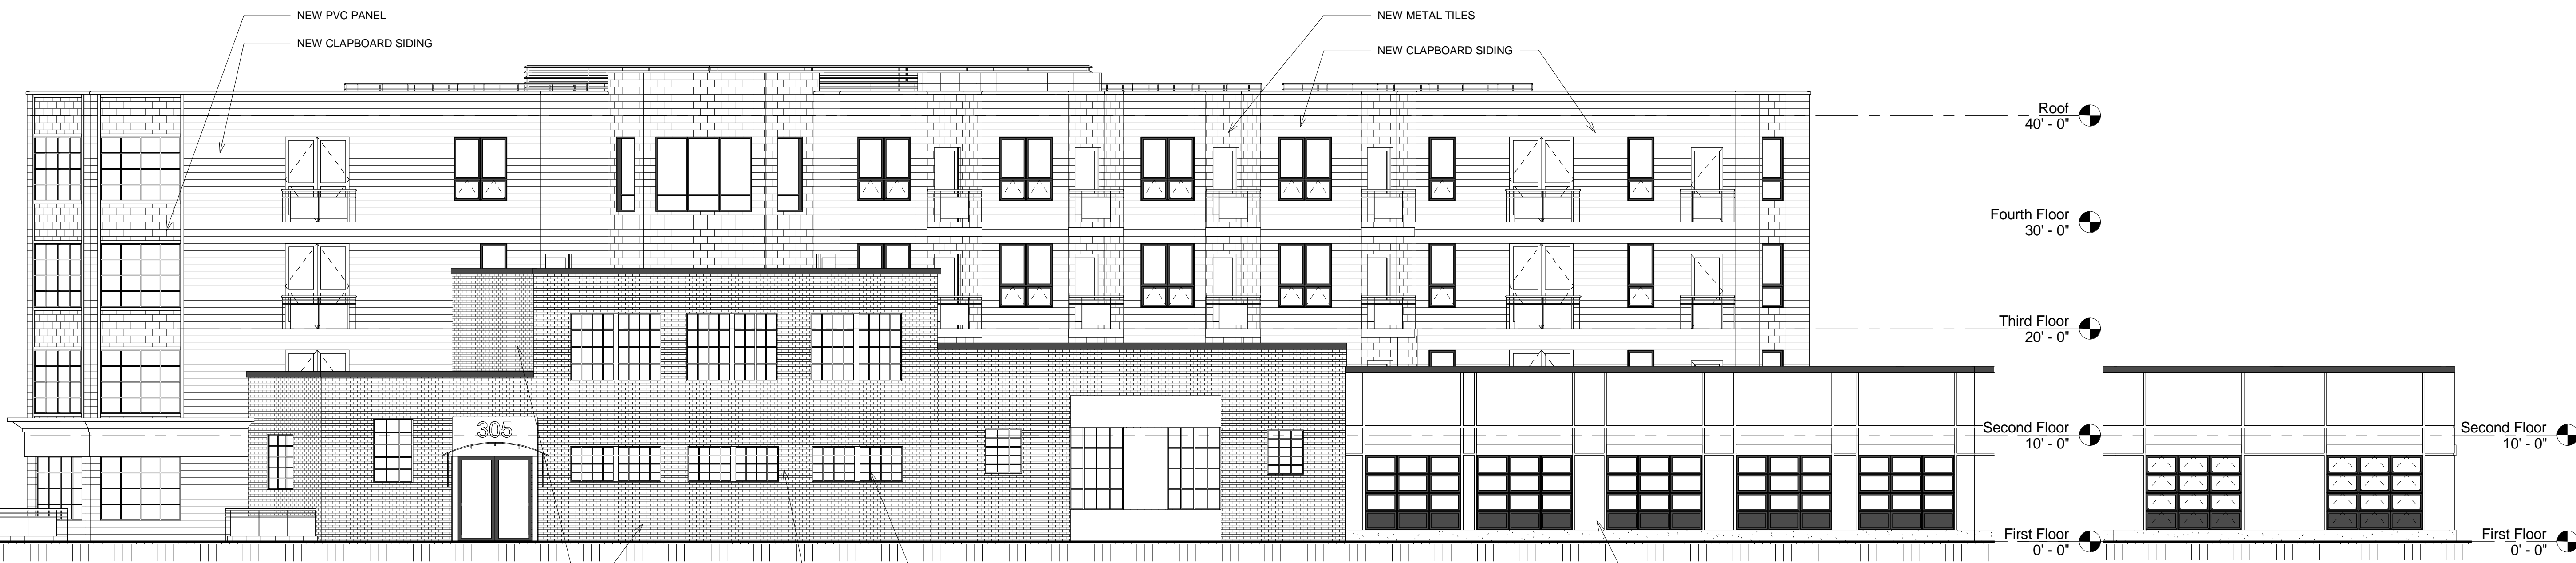 NEW PVC PANEL
NEW CLAPBOARD SIDING
NEW METAL TILES
NEW CLAPBOARD SIDING
Roof
40' - 0"
Fourth Floor
30' - 0"
Third Floor
20' - 0"
305
Second Floor
10' - 0"
Second Floor
10' - 0"
First Floor
0' - 0"
First Floor
0' - 0"